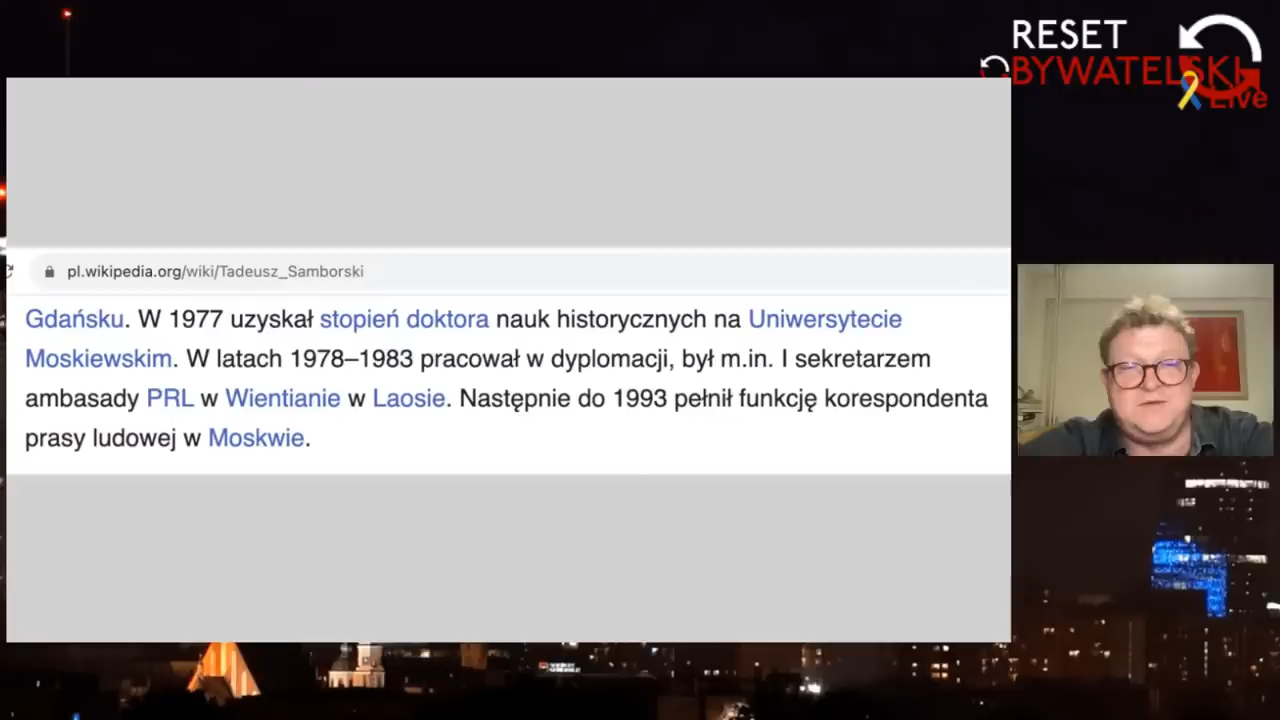 RESET
OBYWATELSKI
Live
pl.wikipedia.org/wiki/Tadeusz_Samborski
Gdańsku. W 1977 uzyskał stopień doktora nauk historycznych na Uniwersytecie
Moskiewskim. W latach 1978–1983 pracował w dyplomacji, był m.in. I sekretarzem
ambasady PRL w Wientianie w Laosie. Następnie do 1993 pełnił funkcję korespondenta
prasy ludowej w Moskwie.